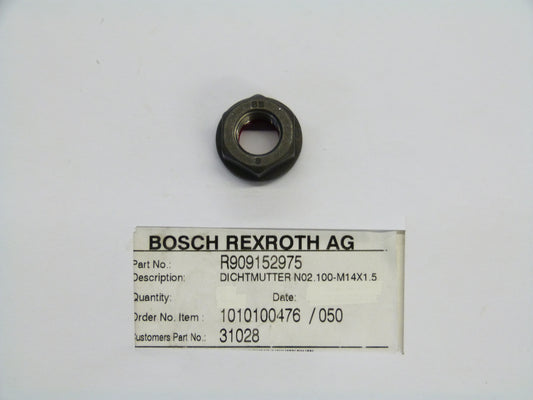 8
BOSCH REXROTH AG
Part No.: R909152975
Description: DICHTMUTTER N02.100-M14X1.5
Quantity: Date:
Order No. Item : 1010100476 /050
Customers Part No.: 31028